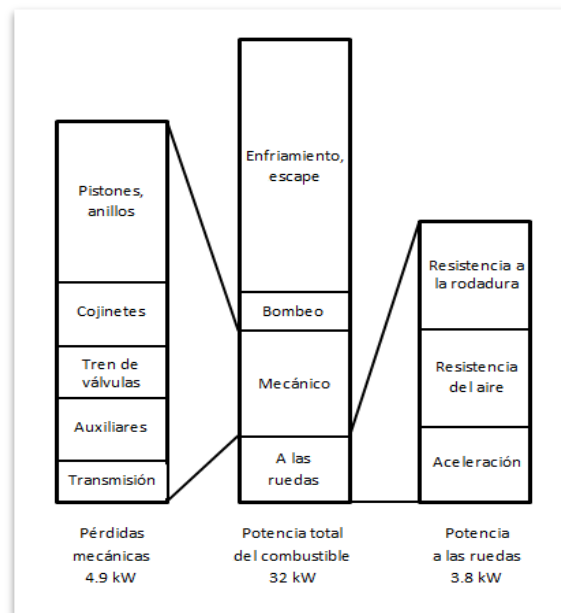 Pistones,
anillos
Cojinetes
Tren de
válvulas
Auxiliares
Transmisión
Pérdidas
mecánicas
4.9 kW
Enfriamiento,
escape
Bombeo
Mecánico
A las
ruedas
Potencia total
del combustible
32 kW
Resistencia a
la rodadura
Resistencia
del aire
Aceleración
Potencia
a las ruedas
3.8 kW